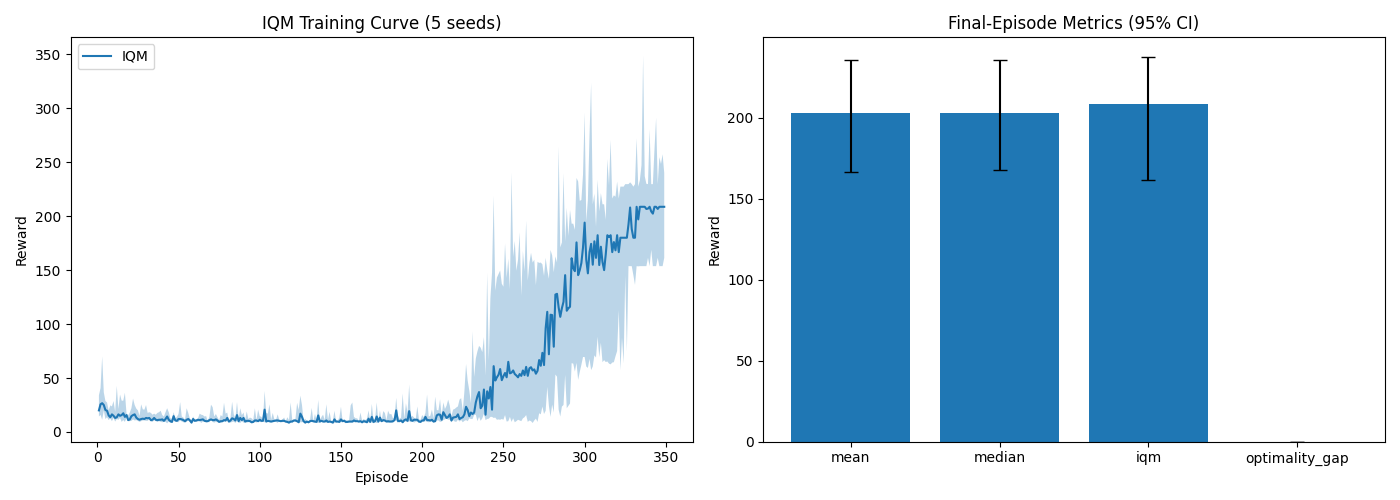 IQM Training Curve (5 seeds)
IQM
Reward
350
300
250
200
150
100
50
0
0 50 100 150 200 250 300 350
Episode
Final-Episode Metrics (95% CI)
Reward
200
150
100
50
0
mean median iqm optimality_gap